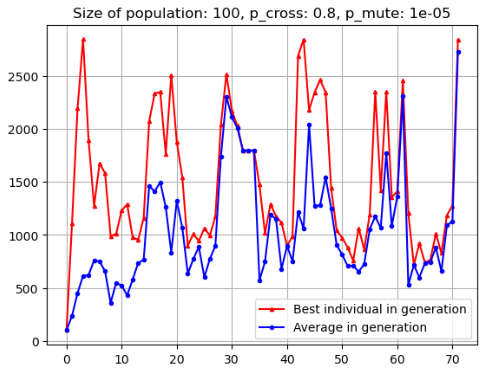 Size of population: 100, p_cross: 0.8, p_mute: 1e-05
2500
2000
1500
1000
500
0
0 10 20 30 40 50 60 70
Best individual in generation
Average in generation